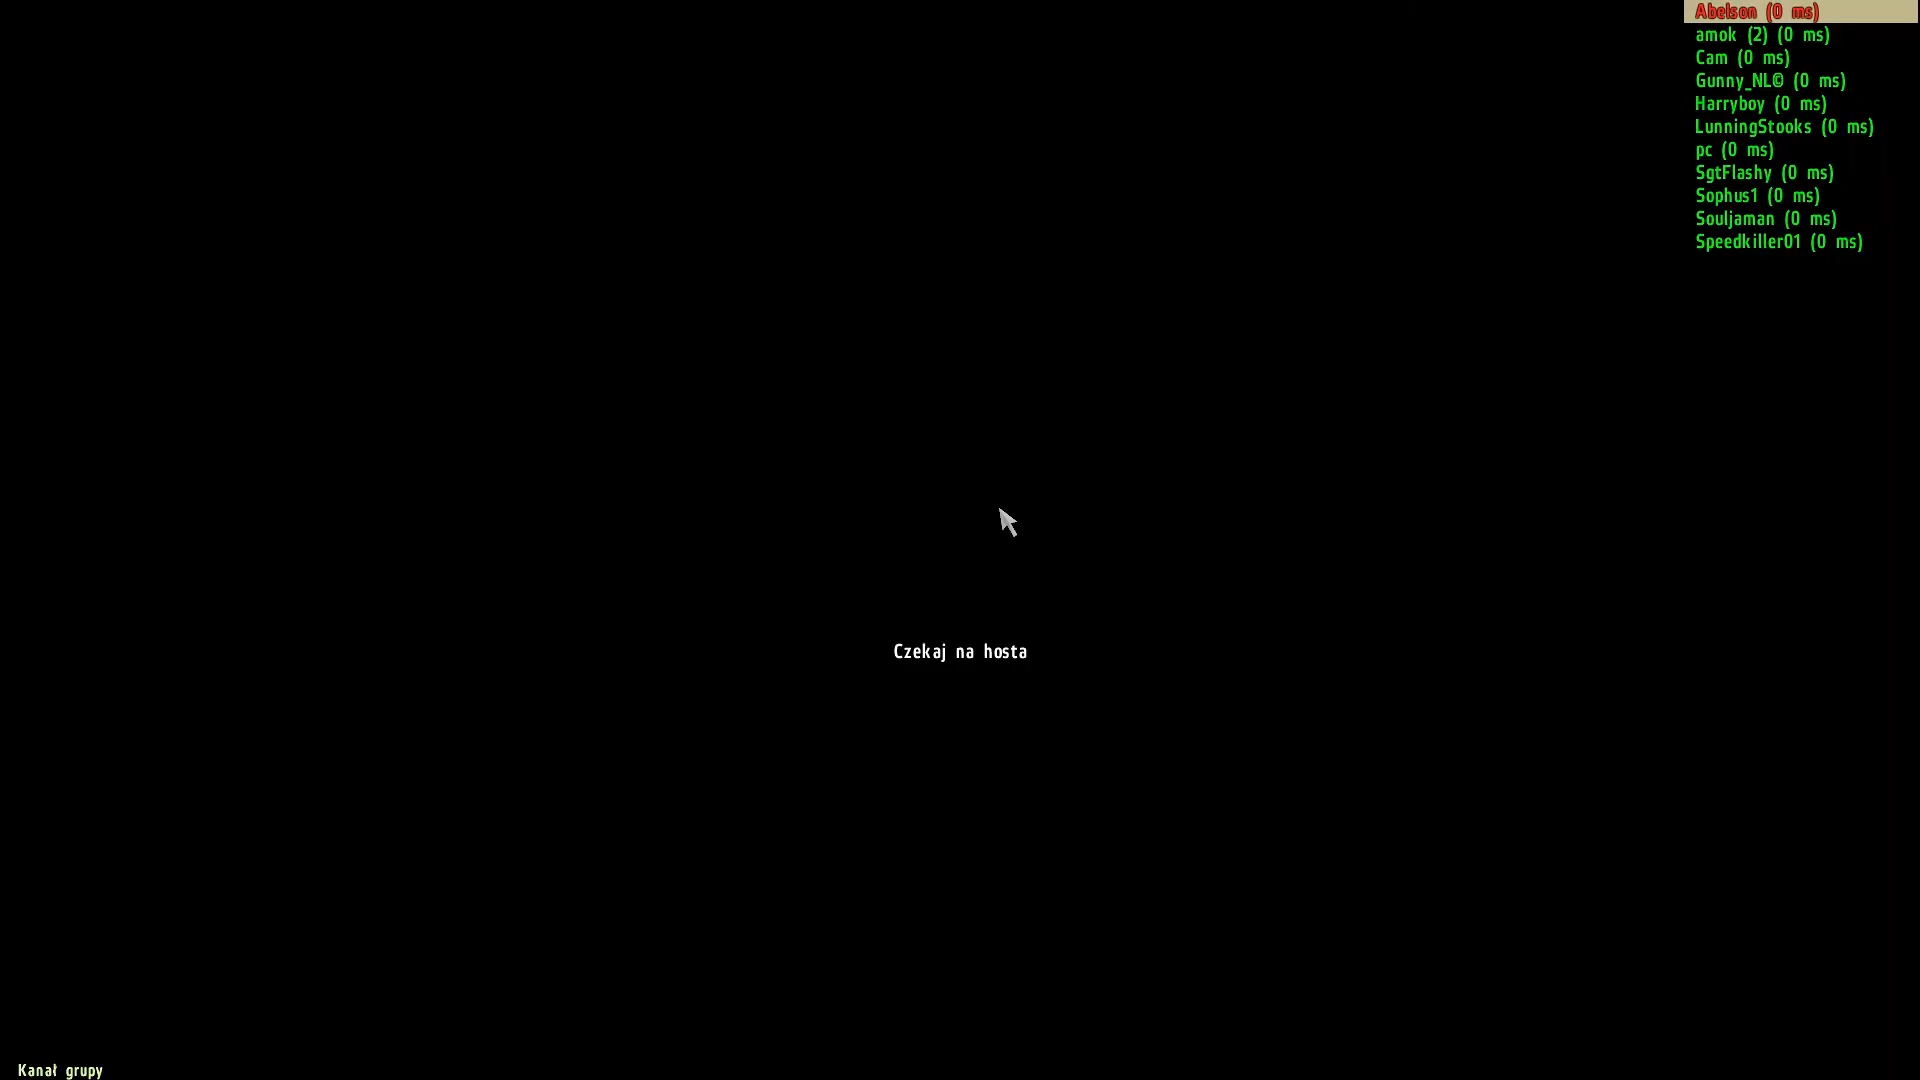 Abelson (0 ms)
amok (2) (0 ms)
Cam (0 ms)
Gunny_NL© (0 ms)
Harryboy (0 ms)
LunningStooks (0 ms)
pc (0 ms)
SgtFlashy (0 ms)
Sophus1 (0 ms)
Souljaman (0 ms)
Speedkiller01 (0 ms)
Czekaj na hosta
Kanał grupy